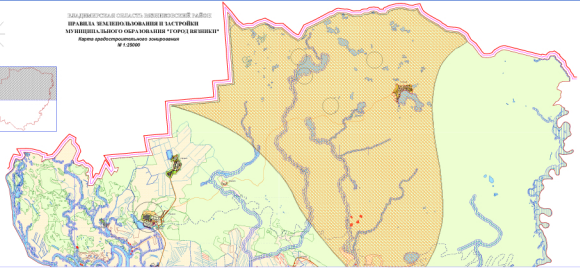 ВЛАДИМИРСКАЯ ОБЛАСТЬ ВЯЗНИКОВСКИЙ РАЙОН
ПРАВИЛА ЗЕМЛЕПОЛЬЗОВАНИЯ И ЗАСТРОЙКИ
МУНИЦИПАЛЬНОГО ОБРАЗОВАНИЯ "ГОРОД ВЯЗНИКИ"
Карта градостроительного зонирования
М 1:25000